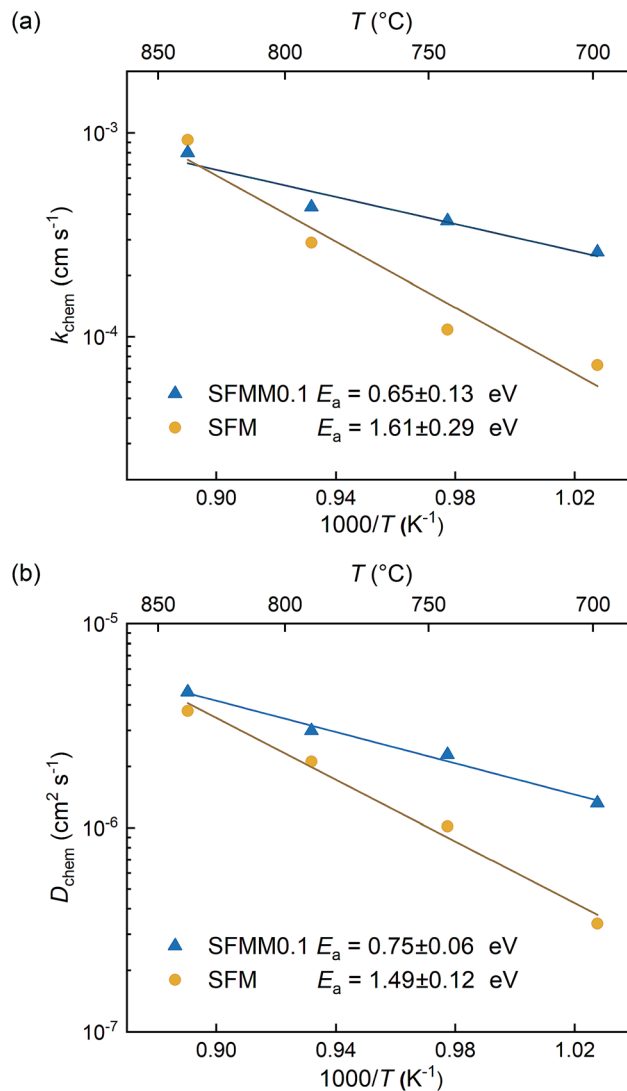 (a)
T (°C)
850 800 750 700
10⁻³
10⁻⁴
k_chem (cm s⁻¹)
SFMM0.1 E_a = 0.65±0.13 eV
SFM E_a = 1.61±0.29 eV
0.90 0.94 0.98 1.02
1000/T (K⁻¹)
(b)
T (°C)
850 800 750 700
10⁻⁵
10⁻⁶
10⁻⁷
D_chem (cm² s⁻¹)
SFMM0.1 E_a = 0.75±0.06 eV
SFM E_a = 1.49±0.12 eV
0.90 0.94 0.98 1.02
1000/T (K⁻¹)